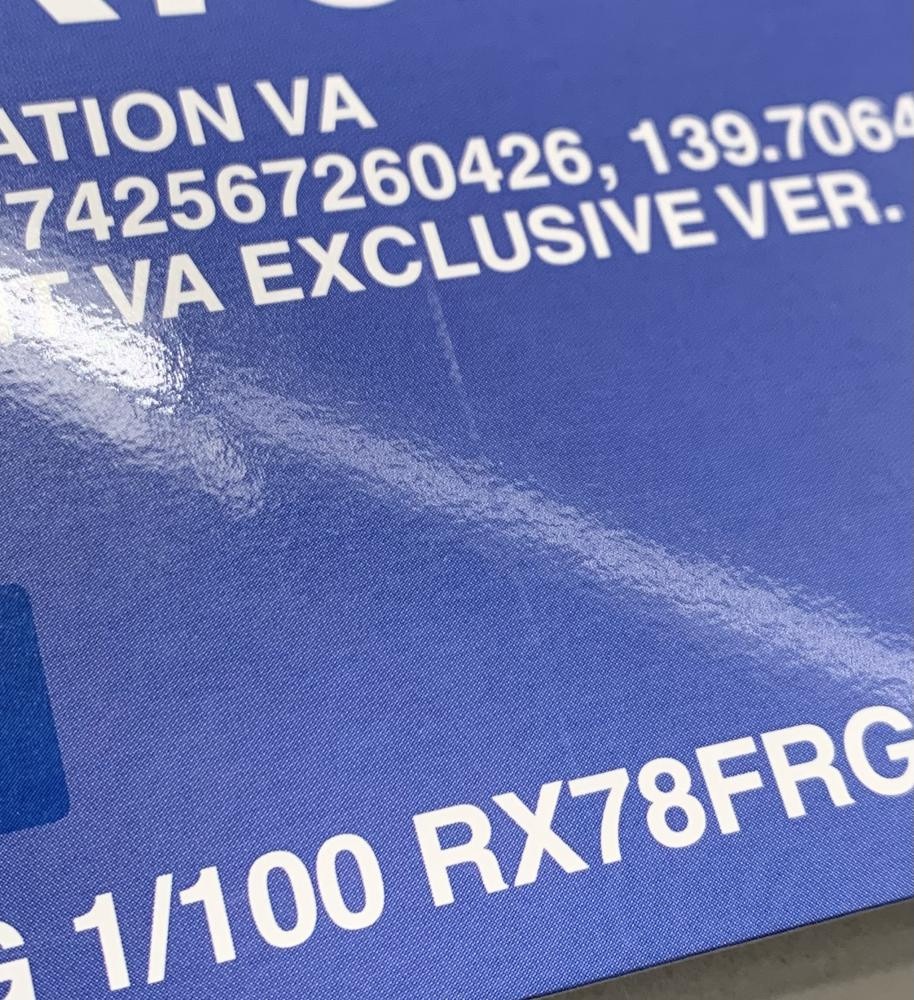 ATION VA
742567260426, 139.7064
T VA EXCLUSIVE VER.
G 1/100 RX78FRG